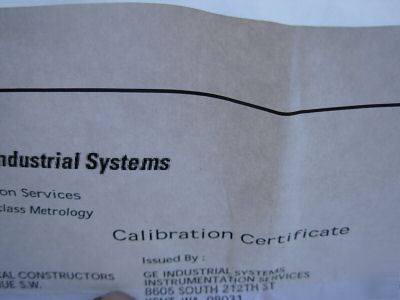 ndustrial Systems
on Services
class Metrology
Calibration Certificate
Issued By :
AL CONSTRUCTORS
UE S.W.
GE INDUSTRIAL SYSTEMS
INSTRUMENTATION SERVICES
8605 SOUTH 212TH ST